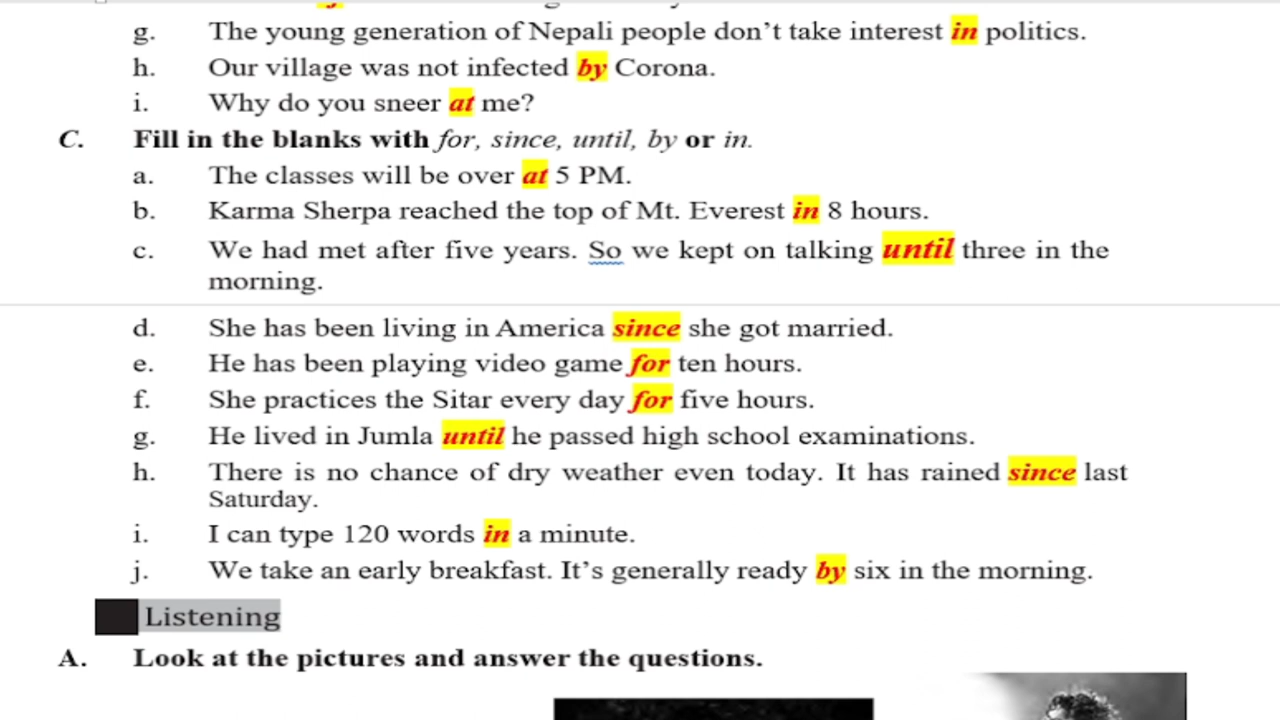 g. The young generation of Nepali people don’t take interest in politics.
h. Our village was not infected by Corona.
i. Why do you sneer at me?
C. Fill in the blanks with for, since, until, by or in.
a. The classes will be over at 5 PM.
b. Karma Sherpa reached the top of Mt. Everest in 8 hours.
c. We had met after five years. So we kept on talking until three in the
morning.
d. She has been living in America since she got married.
e. He has been playing video game for ten hours.
f. She practices the Sitar every day for five hours.
g. He lived in Jumla until he passed high school examinations.
h. There is no chance of dry weather even today. It has rained since last
Saturday.
i. I can type 120 words in a minute.
j. We take an early breakfast. It’s generally ready by six in the morning.
Listening
A. Look at the pictures and answer the questions.